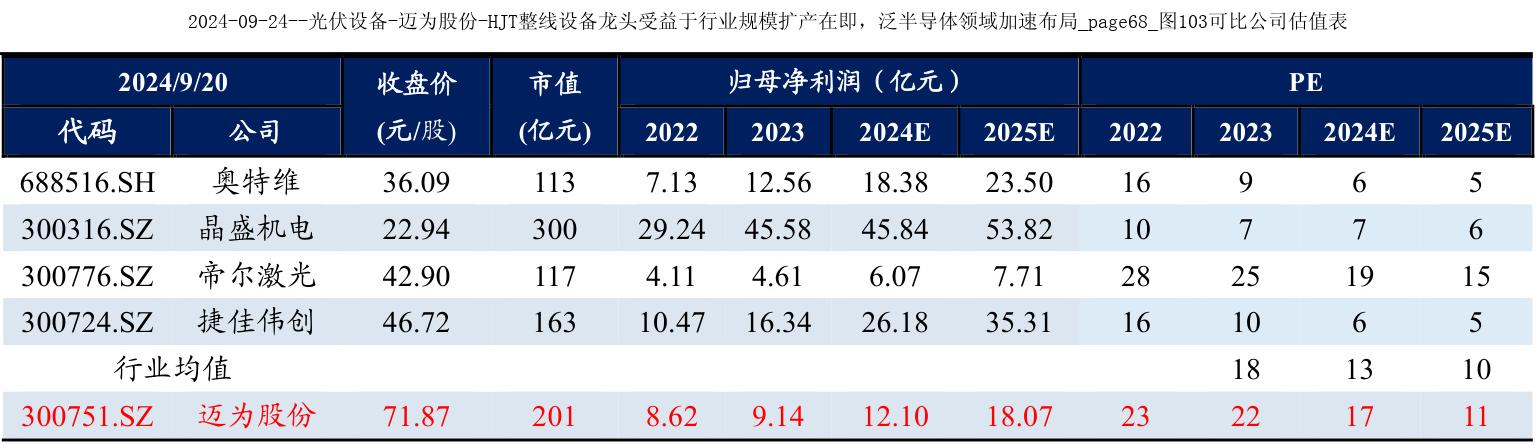 2024-09-24--光伏设备-迈为股份-HJT整线设备龙头受益于行业规模扩产在即，泛半导体领域加速布局_page68_图103可比公司估值表
2024/9/20 收盘价 市值 归母净利润（亿元） PE
代码 公司 (元/股) (亿元) 2022 2023 2024E 2025E 2022 2023 2024E 2025E
688516.SH 奥特维 36.09 113 7.13 12.56 18.38 23.50 16 9 6 5
300316.SZ 晶盛机电 22.94 300 29.24 45.58 45.84 53.82 10 7 7 6
300776.SZ 帝尔激光 42.90 117 4.11 4.61 6.07 7.71 28 25 19 15
300724.SZ 捷佳伟创 46.72 163 10.47 16.34 26.18 35.31 16 10 6 5
行业均值 18 13 10
300751.SZ 迈为股份 71.87 201 8.62 9.14 12.10 18.07 23 22 17 11